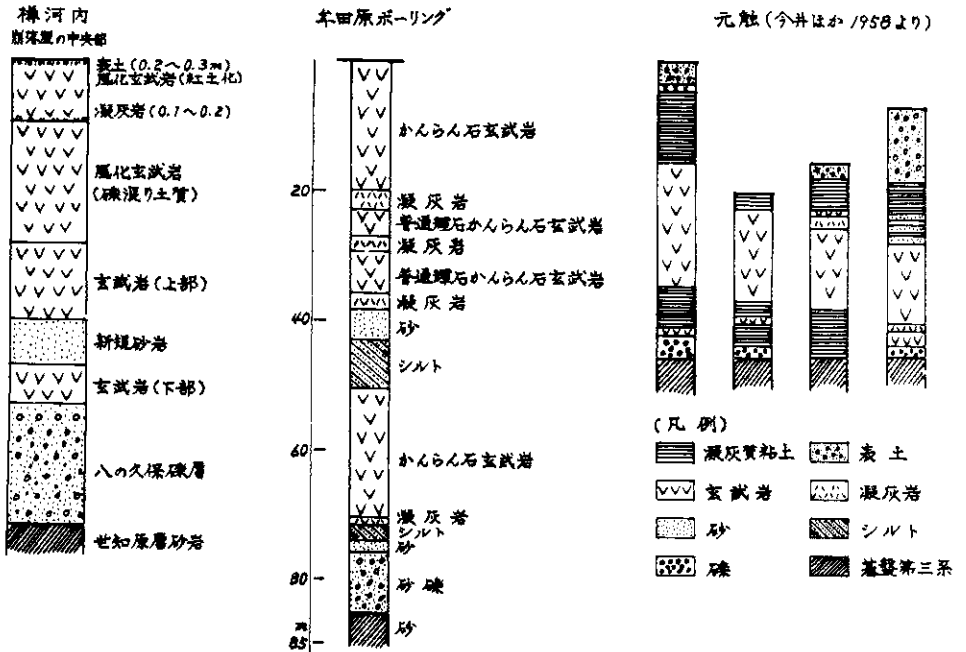 樽河内
崩落型の中央部
表土(0.2~0.3m)
風化玄武岩(紅土化)
凝灰岩(0.1~0.2)
風化玄武岩
(礫混り土質)
玄武岩(上部)
新期砂岩
玄武岩(下部)
八の久保礫層
世知原層砂岩
牟田原ボーリング
かんらん石玄武岩
20
凝灰岩
普通輝石かんらん石玄武岩
凝灰岩
普通輝石かんらん石玄武岩
凝灰岩
40
砂
シルト
60
かんらん石玄武岩
凝灰岩
シルト
砂
80
砂礫
m
85
砂
元触(今井ほか1958より)
(凡例)
凝灰質粘土
表土
玄武岩
凝灰岩
砂
シルト
礫
基盤第三系